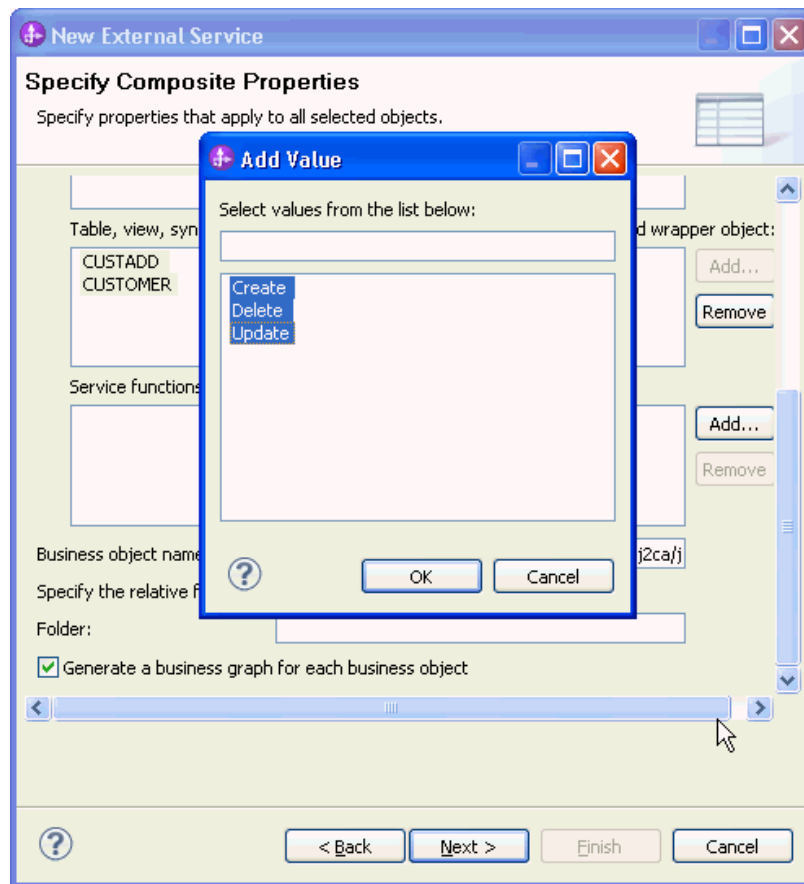 New External Service
Specify Composite Properties
Specify properties that apply to all selected objects.
Add Value
Select values from the list below:
Table, view, syn
d wrapper object:
CUSTADD
CUSTOMER
Add...
Remove
Create
Delete
Update
Service functions
Add...
Remove
Business object name
j2ca/j
Specify the relative f
OK
Cancel
Folder:
Generate a business graph for each business object
< Back
Next >
Finish
Cancel